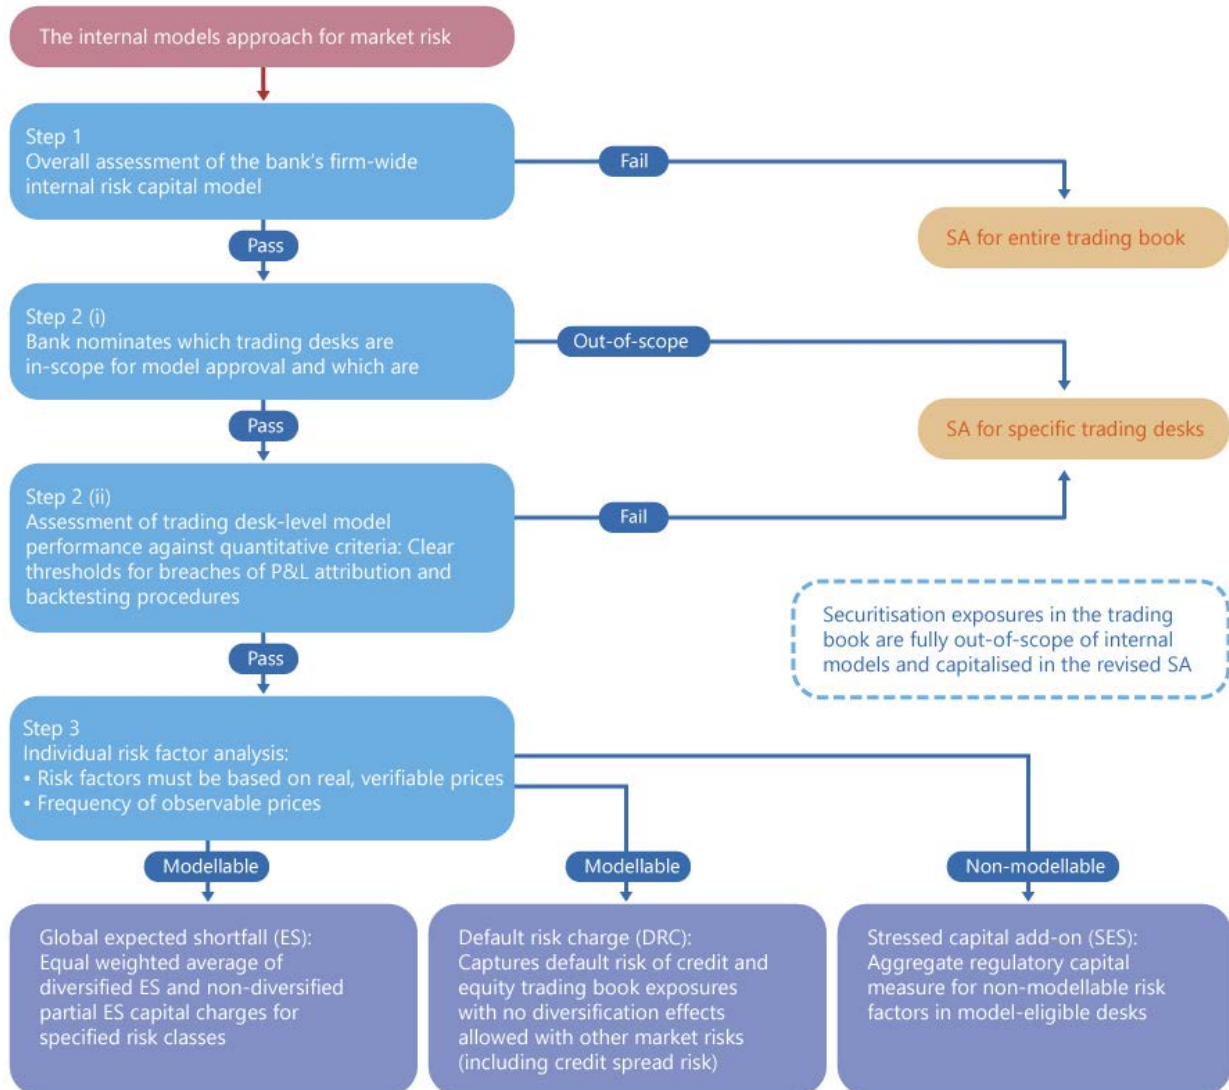 The internal models approach for market risk
Step 1
Overall assessment of the bank's firm-wide
internal risk capital model
Fail
SA for entire trading book
Pass
Step 2 (i)
Bank nominates which trading desks are
in-scope for model approval and which are
Out-of-scope
SA for specific trading desks
Pass
Step 2 (ii)
Assessment of trading desk-level model
performance against quantitative criteria: Clear
thresholds for breaches of P&L attribution and
backtesting procedures
Fail
Securitisation exposures in the trading
book are fully out-of-scope of internal
models and capitalised in the revised SA
Pass
Step 3
Individual risk factor analysis:
• Risk factors must be based on real, verifiable prices
• Frequency of observable prices
Modellable
Modellable
Non-modellable
Global expected shortfall (ES):
Equal weighted average of
diversified ES and non-diversified
partial ES capital charges for
specified risk classes
Default risk charge (DRC):
Captures default risk of credit and
equity trading book exposures
with no diversification effects
allowed with other market risks
(including credit spread risk)
Stressed capital add-on (SES):
Aggregate regulatory capital
measure for non-modellable risk
factors in model-eligible desks